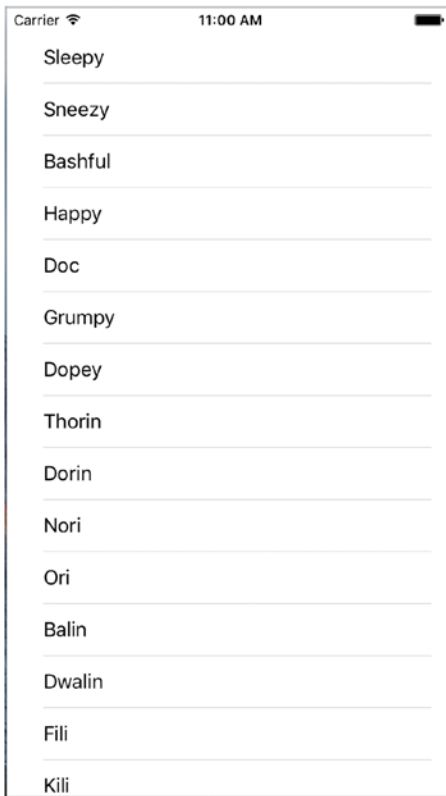 Carrier 11:00 AM
Sleepy
Sneezy
Bashful
Happy
Doc
Grumpy
Dopey
Thorin
Dorin
Nori
Ori
Balin
Dwalin
Fili
Kili